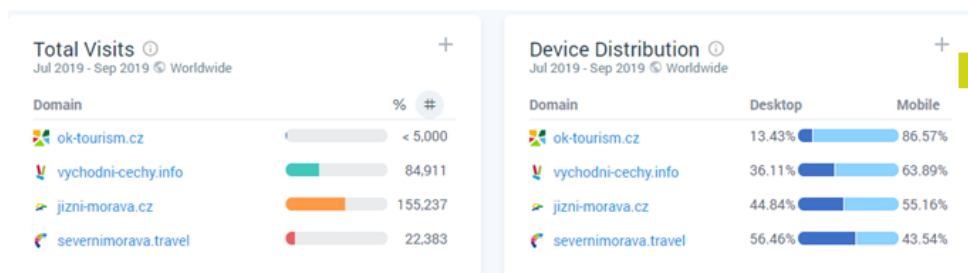 Total Visits
Jul 2019 - Sep 2019 Worldwide
Domain % #
ok-tourism.cz < 5,000
vychodni-cechy.info 84,911
jizni-morava.cz 155,237
severnimorava.travel 22,383
Device Distribution
Jul 2019 - Sep 2019 Worldwide
Domain Desktop Mobile
ok-tourism.cz 13.43% 86.57%
vychodni-cechy.info 36.11% 63.89%
jizni-morava.cz 44.84% 55.16%
severnimorava.travel 56.46% 43.54%